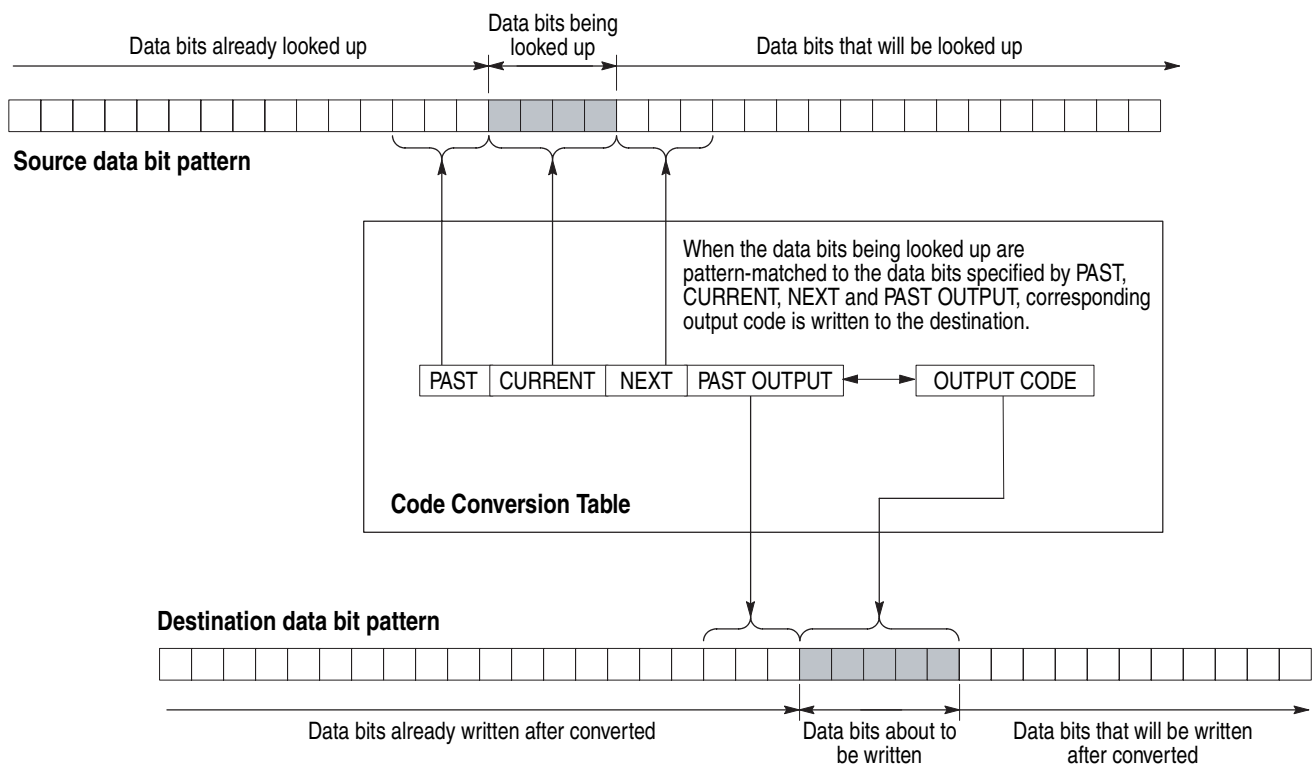 Data bits already looked up
Data bits being
looked up
Data bits that will be looked up
Source data bit pattern
When the data bits being looked up are
pattern-matched to the data bits specified by PAST,
CURRENT, NEXT and PAST OUTPUT, corresponding
output code is written to the destination.
PAST CURRENT NEXT PAST OUTPUT OUTPUT CODE
Code Conversion Table
Destination data bit pattern
Data bits already written after converted
Data bits about to
be written
Data bits that will be written
after converted